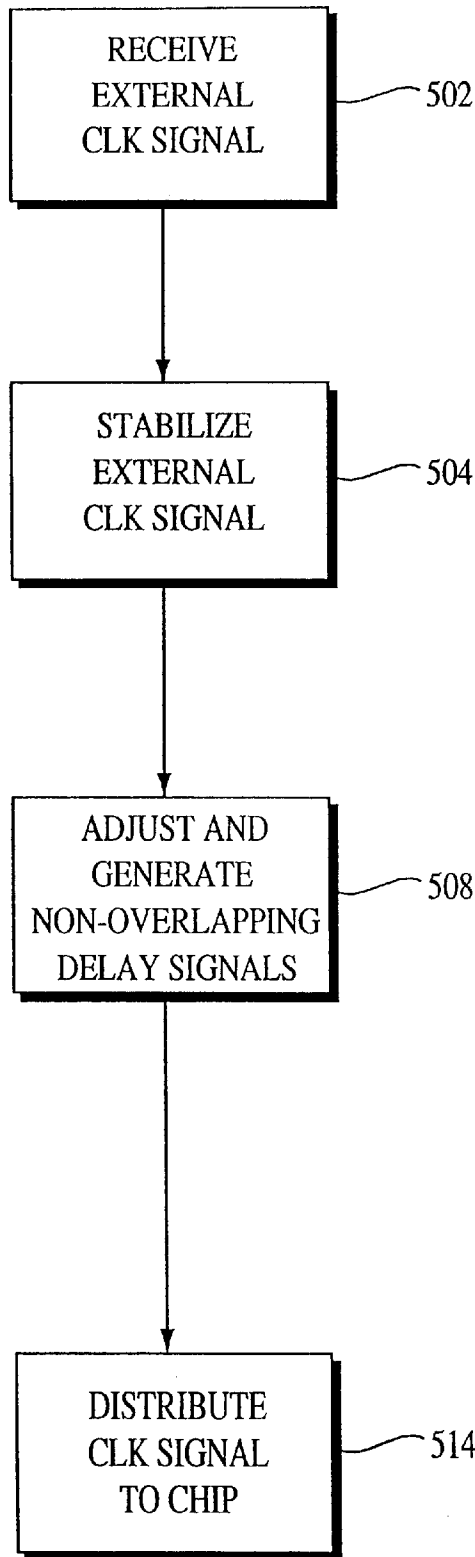 RECEIVE
EXTERNAL
CLK SIGNAL
502
STABILIZE
EXTERNAL
CLK SIGNAL
504
ADJUST AND
GENERATE
NON-OVERLAPPING
DELAY SIGNALS
508
DISTRIBUTE
CLK SIGNAL
TO CHIP
514